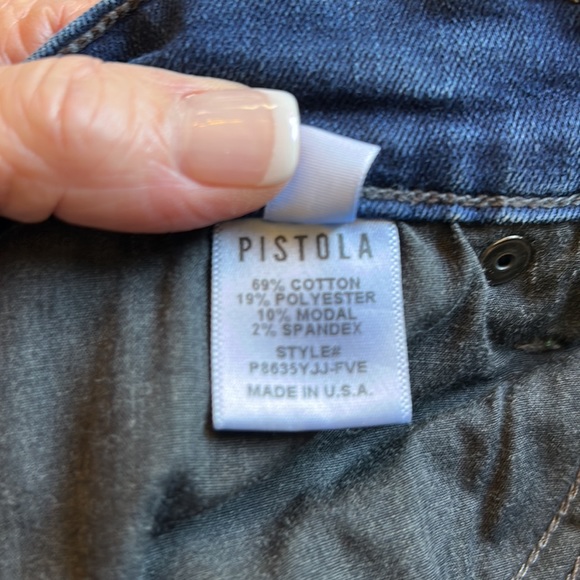 PISTOLA
69% COTTON
19% POLYESTER
10% MODAL
2% SPANDEX
STYLE#
P8635YJJ-FVE
MADE IN U.S.A.